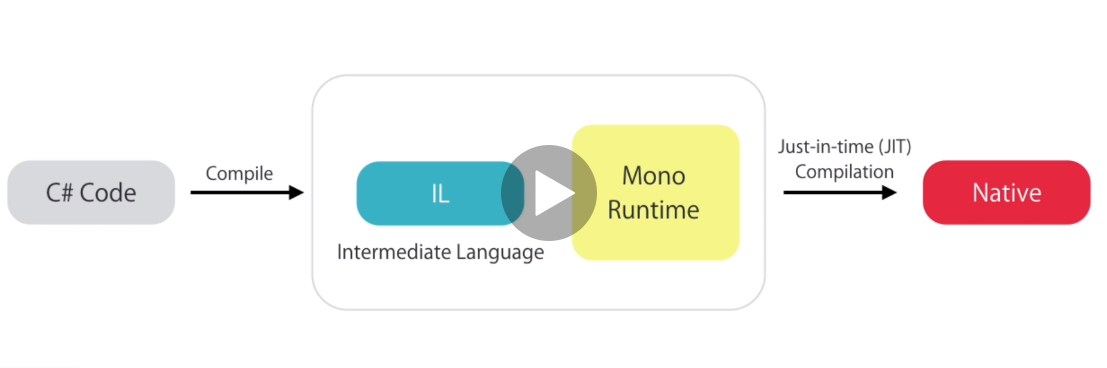 C# Code
Compile
IL
Intermediate Language
Mono
Runtime
Just-in-time (JIT)
Compilation
Native